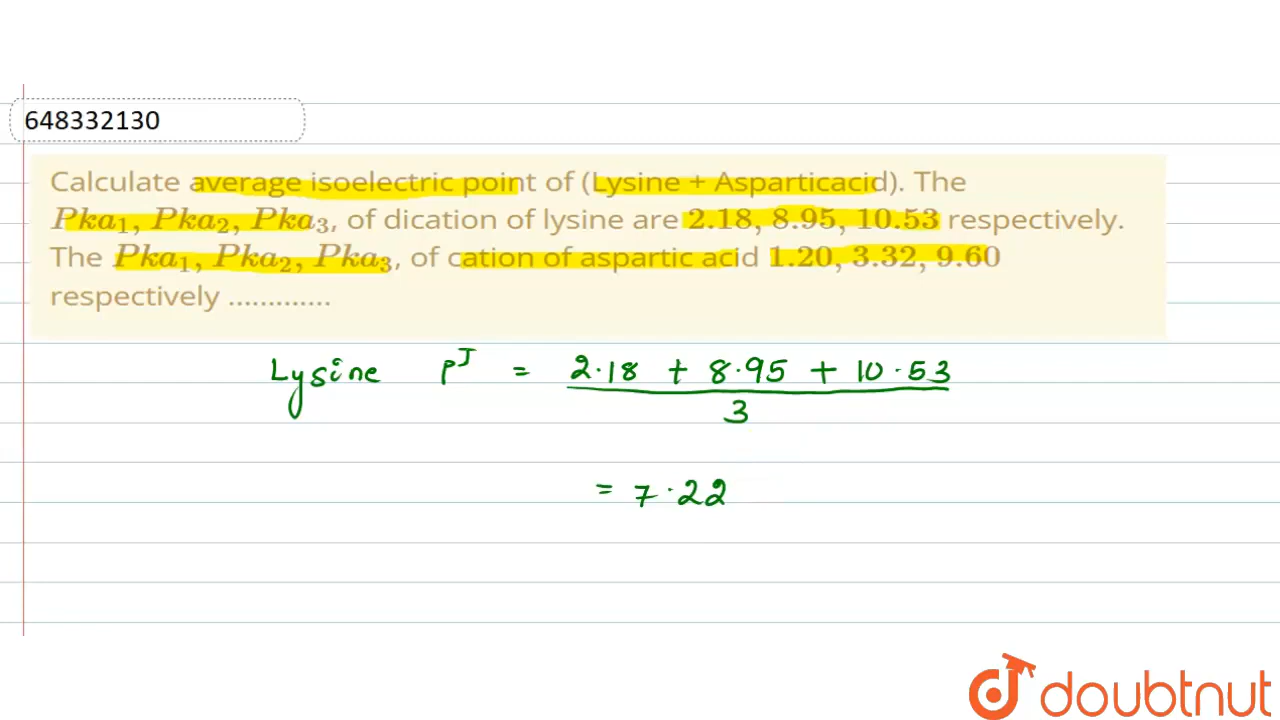 648332130
Calculate average isoelectric point of (Lysine + Asparticacid). The
Pka₁, Pka₂, Pka₃, of dication of lysine are 2.18, 8.95, 10.53 respectively.
The Pka₁, Pka₂, Pka₃, of cation of aspartic acid 1.20, 3.32, 9.60
respectively .............
Lysine pI = 2.18 + 8.95 + 10.53
3
= 7.22
doubtnut